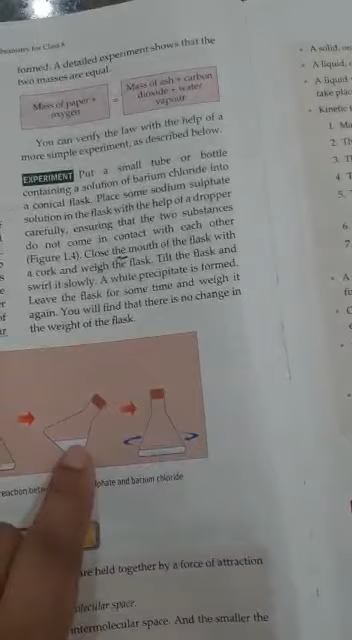 Chemistry for Class
formed. A detailed experiment shows that the
two masses are equal.
Mass of paper +
oxygen
=
Mass of ash + carbon
dioxide + water
vapour
You can verify the law with the help of a
more simple experiment, as described below.
EXPERIMENT Put a small tube or bottle
containing a solution of barium chloride into
a conical flask. Place some sodium sulphate
solution in the flask with the help of a dropper
carefully, ensuring that the two substances
do not come in contact with each other
(Figure 1.4). Close the mouth of the flask with
a cork and weigh the flask. Tilt the flask and
swirl it slowly. A white precipitate is formed.
Leave the flask for some time and weigh it
again. You will find that there is no change in
the weight of the flask.
lphate and barium chloride
are held together by a force of attraction
olecular space.
intermolecular space. And the smaller the
A solid,
A liquid,
A liquid
take plac
Kinetic
1.
2.
3.
4.
5.
6.
7.